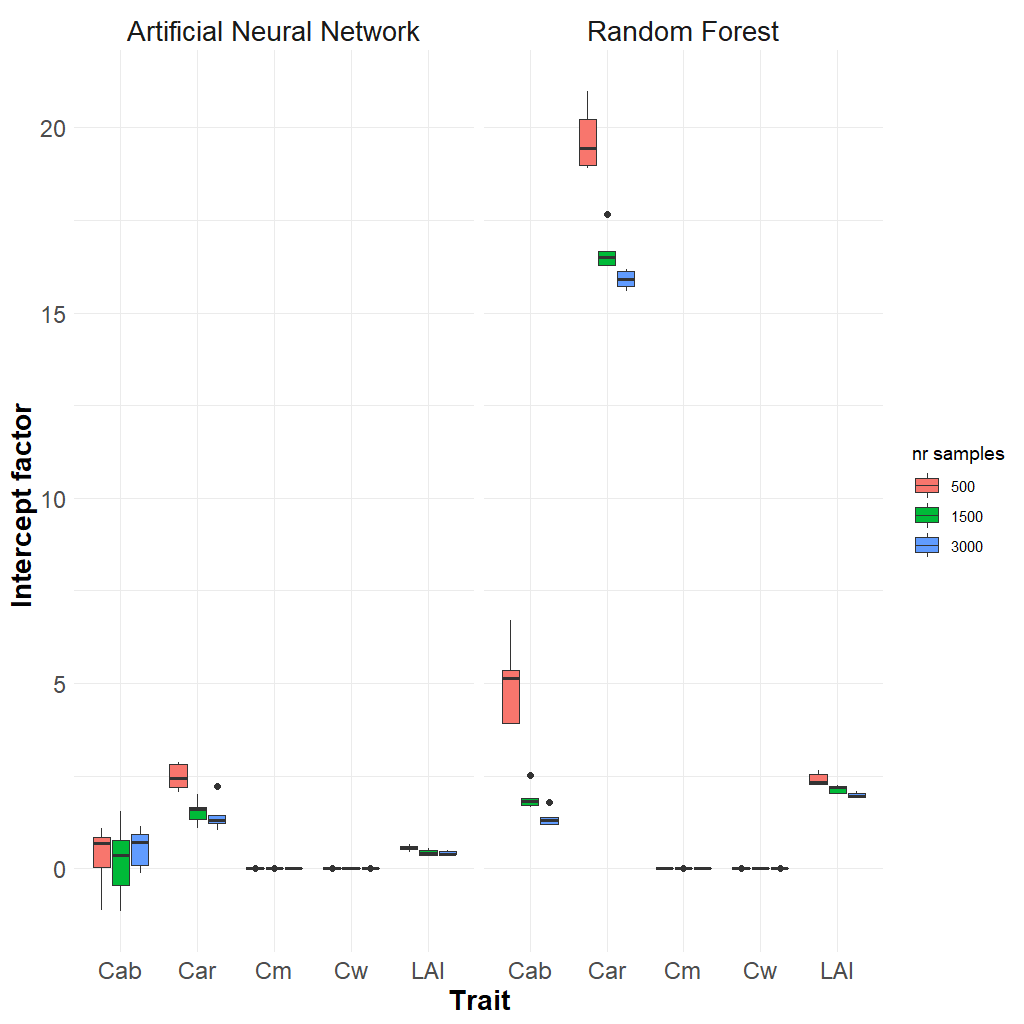 Artificial Neural Network
Random Forest
20
15
10
5
0
Intercept factor
Cab Car Cm Cw LAI
Cab Car Cm Cw LAI
Trait
nr samples
500
1500
3000